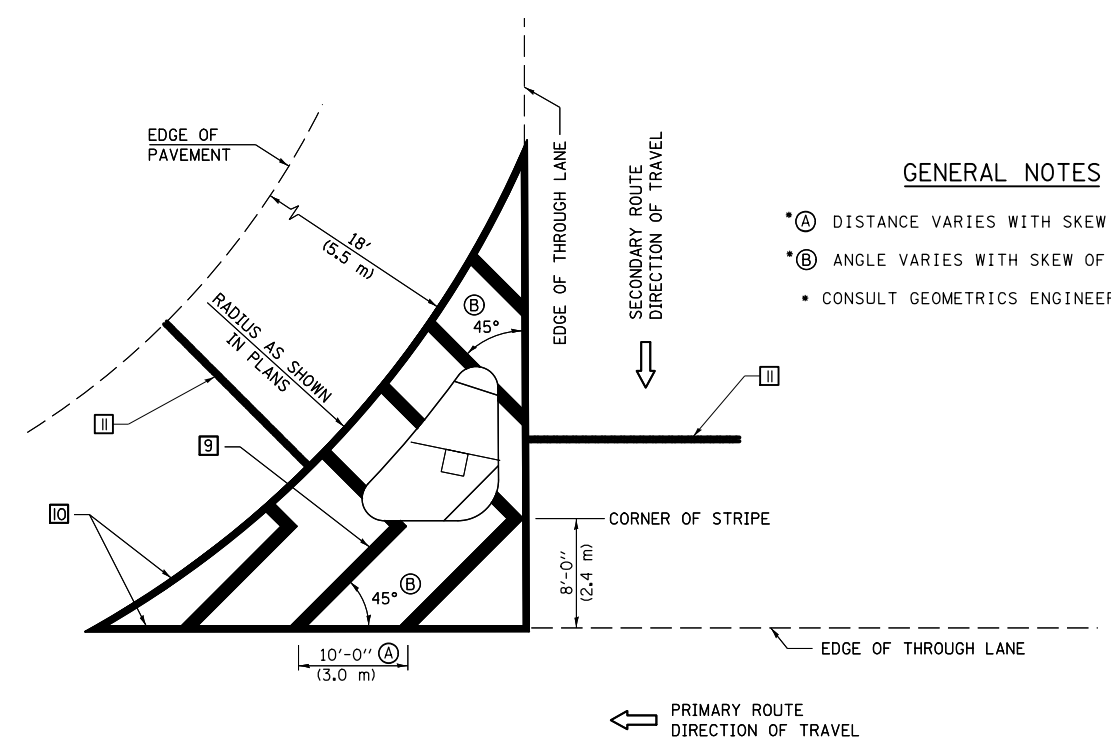 EDGE OF
PAVEMENT
18'
(5.5 m)
RADIUS AS SHOWN
IN PLANS
EDGE OF THROUGH LANE
SECONDARY ROUTE
DIRECTION OF TRAVEL
GENERAL NOTES
*Ⓐ DISTANCE VARIES WITH SKEW
*Ⓑ ANGLE VARIES WITH SKEW OF
* CONSULT GEOMETRICS ENGINEER
Ⓑ
45°
11
11
9
10
CORNER OF STRIPE
8'-0"
(2.4 m)
45° Ⓑ
10'-0" Ⓐ
(3.0 m)
EDGE OF THROUGH LANE
PRIMARY ROUTE
DIRECTION OF TRAVEL